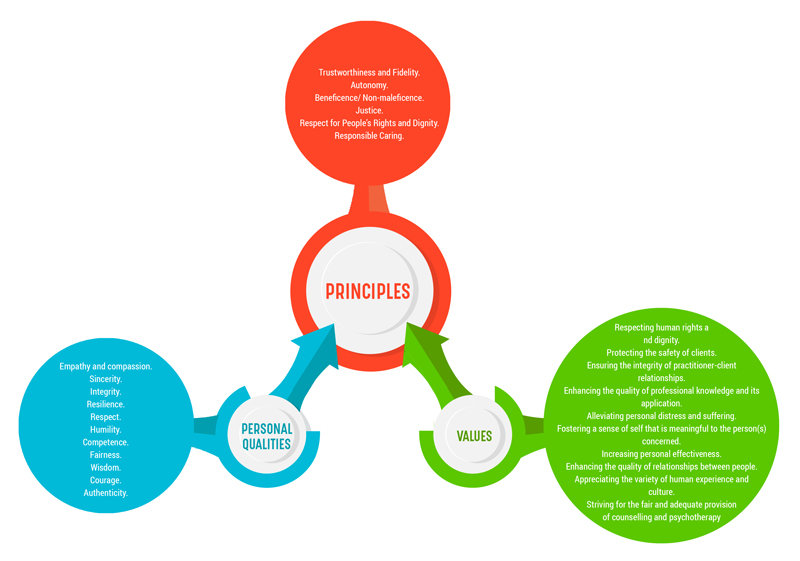 Trustworthiness and Fidelity.
Autonomy.
Beneficence/ Non-maleficence.
Justice.
Respect for People's Rights and Dignity.
Responsible Caring.
PRINCIPLES
Empathy and compassion.
Sincerity.
Integrity.
Resilience.
Respect.
Humility.
Competence.
Fairness.
Wisdom.
Courage.
Authenticity.
PERSONAL
QUALITIES
VALUES
Respecting human rights a
nd dignity.
Protecting the safety of clients.
Ensuring the integrity of practitioner-client
relationships.
Enhancing the quality of professional knowledge and its
application.
Alleviating personal distress and suffering.
Fostering a sense of self that is meaningful to the person(s)
concerned.
Increasing personal effectiveness.
Enhancing the quality of relationships between people.
Appreciating the variety of human experience and
culture.
Striving for the fair and adequate provision
of counselling and psychotherapy